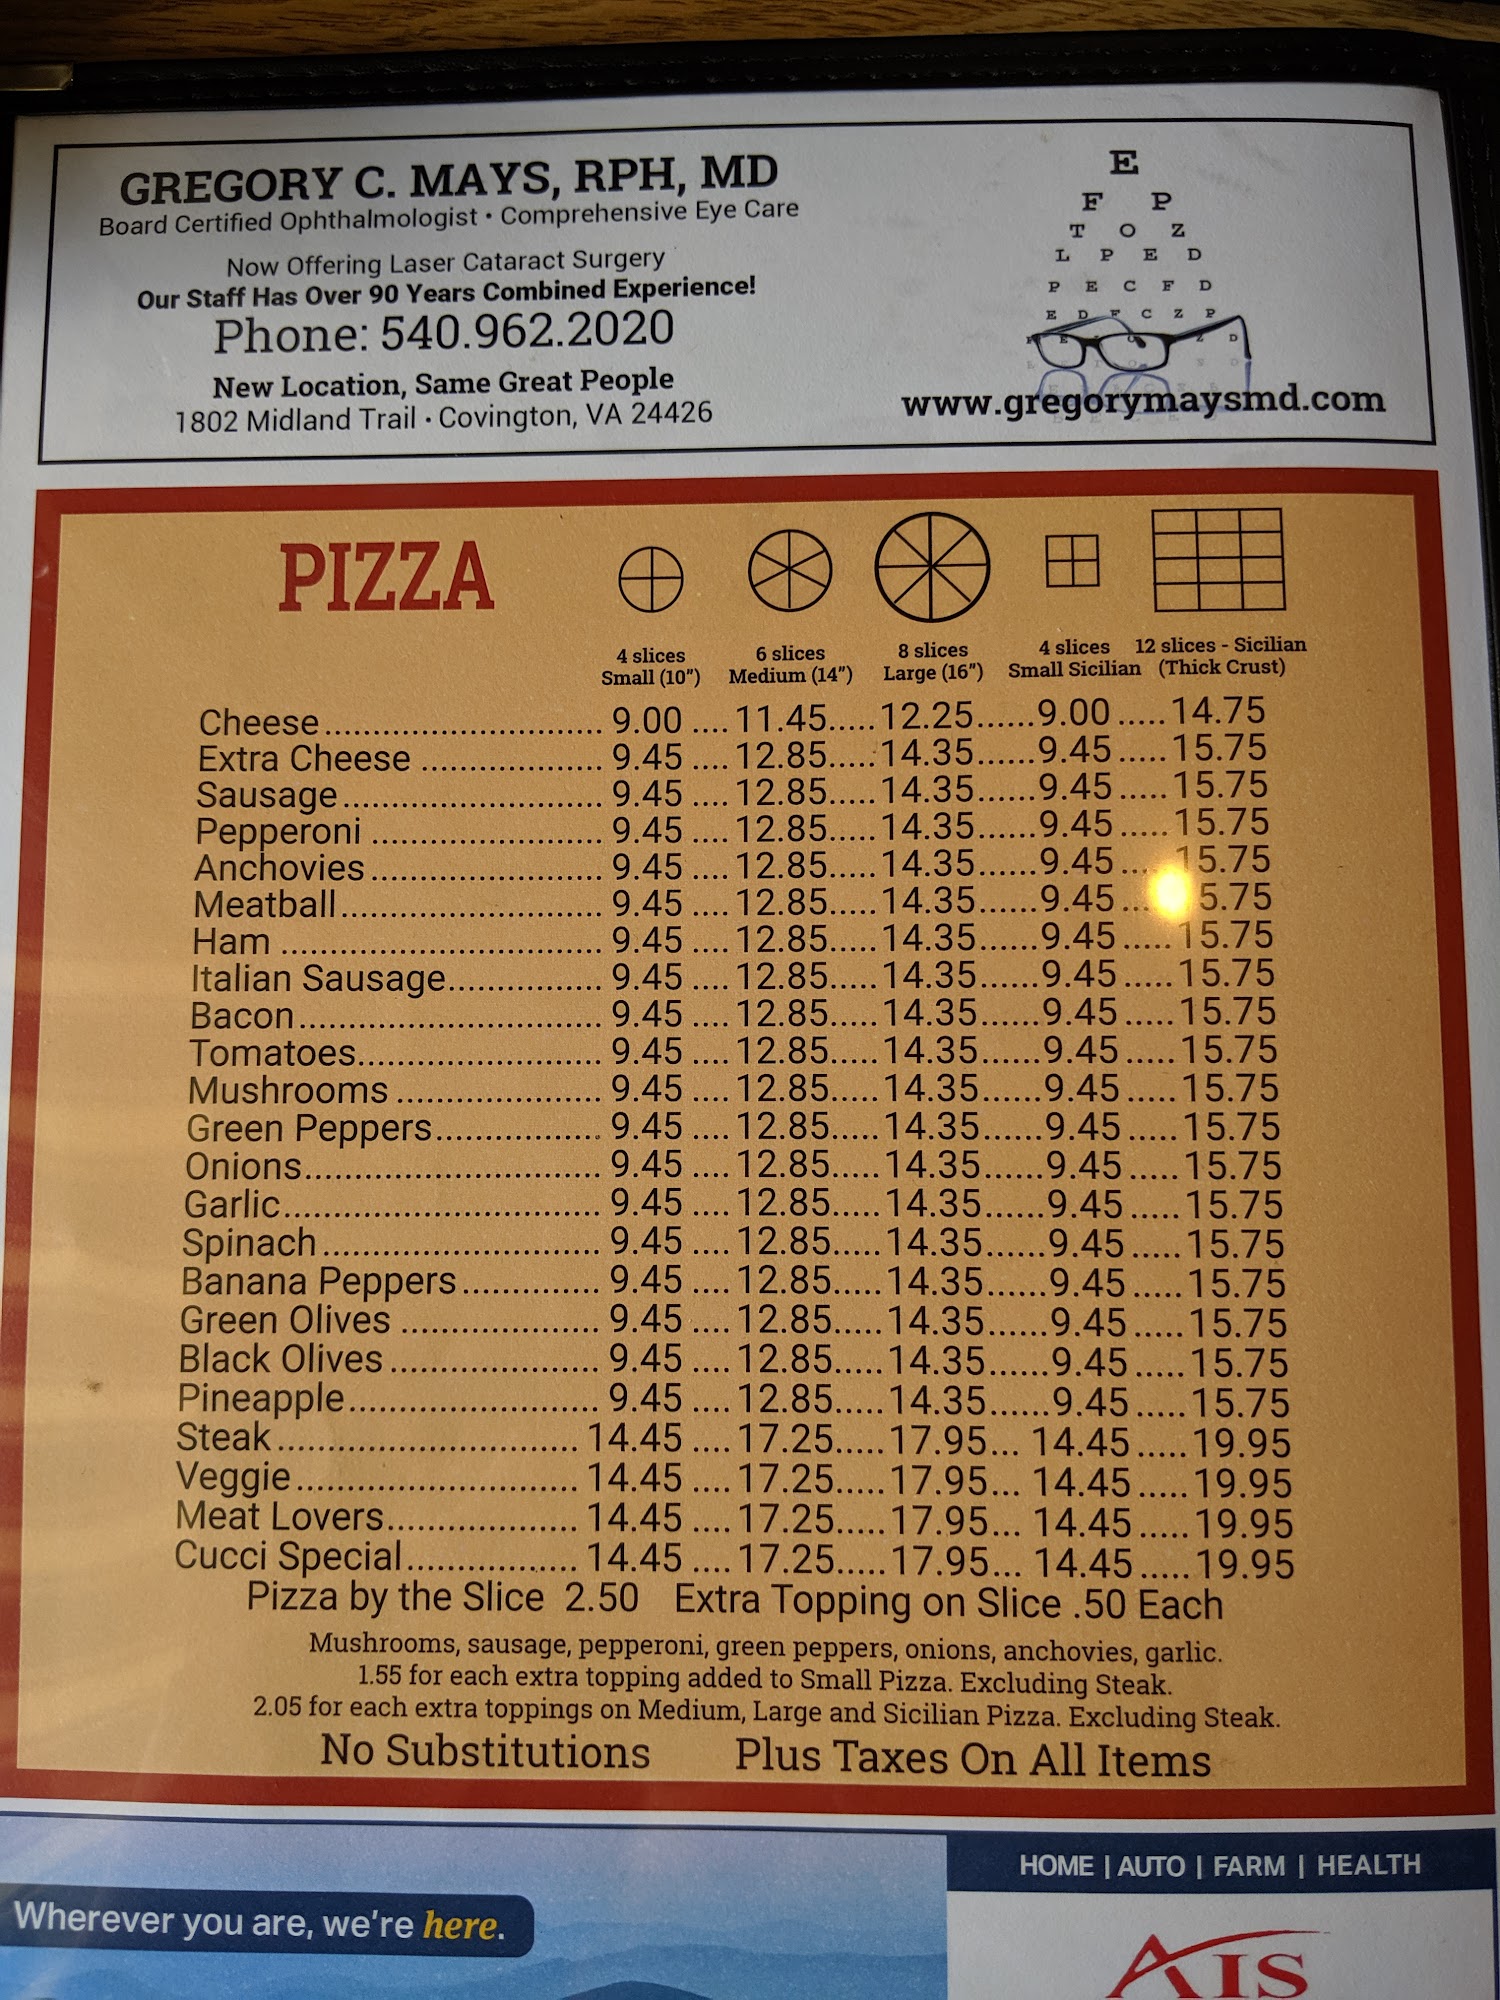 GREGORY C. MAYS, RPH, MD
Board Certified Ophthalmologist • Comprehensive Eye Care
Now Offering Laser Cataract Surgery
Our Staff Has Over 90 Years Combined Experience!
Phone: 540.962.2020
New Location, Same Great People
1802 Midland Trail • Covington, VA 24426
E
F P
T O Z
L P E D
P E C F D
E D F C Z P
www.gregorymaysmd.com
PIZZA
4 slices Small (10") 6 slices Medium (14") 8 slices Large (16") 4 slices Small Sicilian 12 slices - Sicilian (Thick Crust)
Cheese............................ 9.00 .... 11.45.....12.25......9.00 .....14.75
Extra Cheese .................. 9.45 .... 12.85.....14.35......9.45 .....15.75
Sausage.......................... 9.45 .... 12.85.....14.35......9.45 .....15.75
Pepperoni ....................... 9.45 .... 12.85.....14.35......9.45 .....15.75
Anchovies....................... 9.45 .... 12.85.....14.35......9.45 .... 15.75
Meatball.......................... 9.45 .... 12.85.....14.35......9.45 ... 5.75
Ham ................................ 9.45 .... 12.85.....14.35......9.45 .....15.75
Italian Sausage............... 9.45 .... 12.85.....14.35......9.45 .....15.75
Bacon.............................. 9.45 .... 12.85.....14.35......9.45 .....15.75
Tomatoes........................ 9.45 .... 12.85.....14.35......9.45 .....15.75
Mushrooms .................... 9.45 .... 12.85.....14.35......9.45 .....15.75
Green Peppers................ 9.45 .... 12.85.....14.35......9.45 .....15.75
Onions............................. 9.45 .... 12.85.....14.35......9.45 .....15.75
Garlic............................... 9.45 .... 12.85.....14.35......9.45 .....15.75
Spinach........................... 9.45 .... 12.85.....14.35......9.45 .....15.75
Banana Peppers.............. 9.45 .... 12.85.....14.35......9.45 .....15.75
Green Olives ................... 9.45 .... 12.85.....14.35......9.45 .....15.75
Black Olives .................... 9.45 .... 12.85.....14.35......9.45 .....15.75
Pineapple......................... 9.45 .... 12.85.....14.35......9.45 .....15.75
Steak.............................. 14.45 .... 17.25.....17.95... 14.45.....19.95
Veggie............................ 14.45 .... 17.25.....17.95... 14.45.....19.95
Meat Lovers................... 14.45 .... 17.25.....17.95... 14.45.....19.95
Cucci Special................. 14.45 .... 17.25.....17.95... 14.45.....19.95
Pizza by the Slice 2.50 Extra Topping on Slice .50 Each
Mushrooms, sausage, pepperoni, green peppers, onions, anchovies, garlic.
1.55 for each extra topping added to Small Pizza. Excluding Steak.
2.05 for each extra toppings on Medium, Large and Sicilian Pizza. Excluding Steak.
No Substitutions Plus Taxes On All Items
Wherever you are, we're here.
HOME | AUTO | FARM | HEALTH
AIS